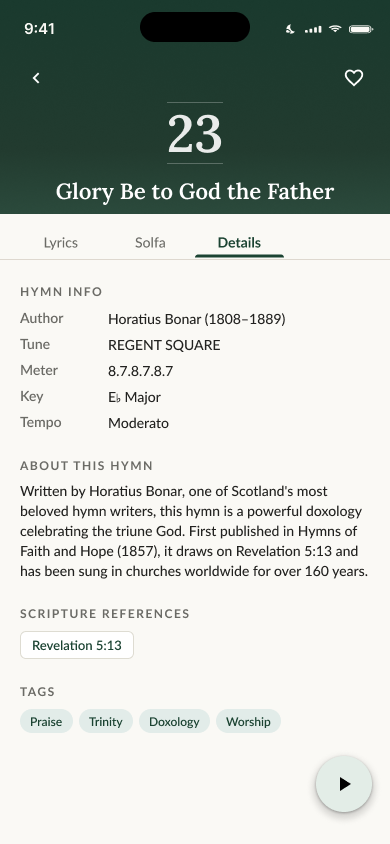 9:41
23
Glory Be to God the Father
Lyrics Solfa Details
HYMN INFO
Author Horatius Bonar (1808–1889)
Tune REGENT SQUARE
Meter 8.7.8.7.8.7
Key E♭ Major
Tempo Moderato
ABOUT THIS HYMN
Written by Horatius Bonar, one of Scotland's most
beloved hymn writers, this hymn is a powerful doxology
celebrating the triune God. First published in Hymns of
Faith and Hope (1857), it draws on Revelation 5:13 and
has been sung in churches worldwide for over 160 years.
SCRIPTURE REFERENCES
Revelation 5:13
TAGS
Praise Trinity Doxology Worship